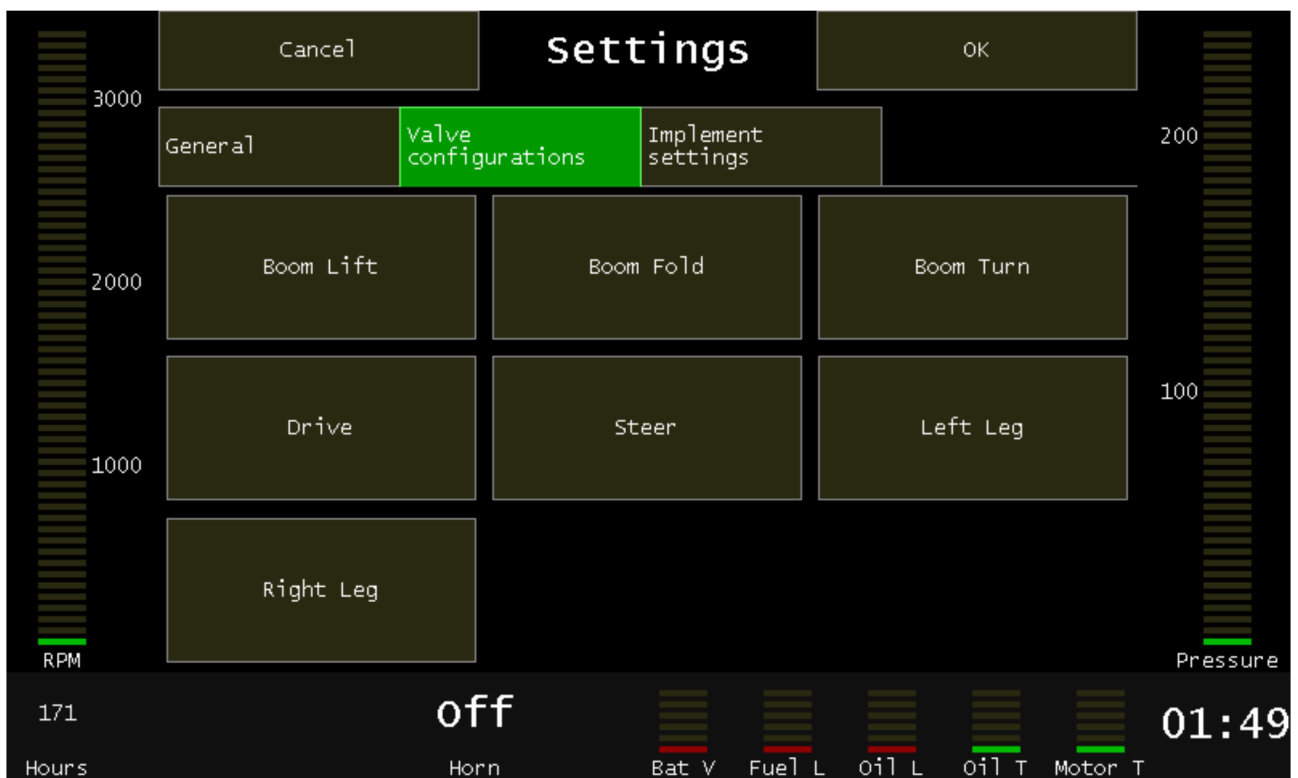 Cancel
Settings
OK
General
Valve
configurations
Implement
settings
3000
2000
1000
RPM
Boom Lift
Boom Fold
Boom Turn
Drive
Steer
Left Leg
Right Leg
200
100
Pressure
171
Hours
Off
Horn
Bat V
Fuel L
Oil L
Oil T
Motor T
01:49